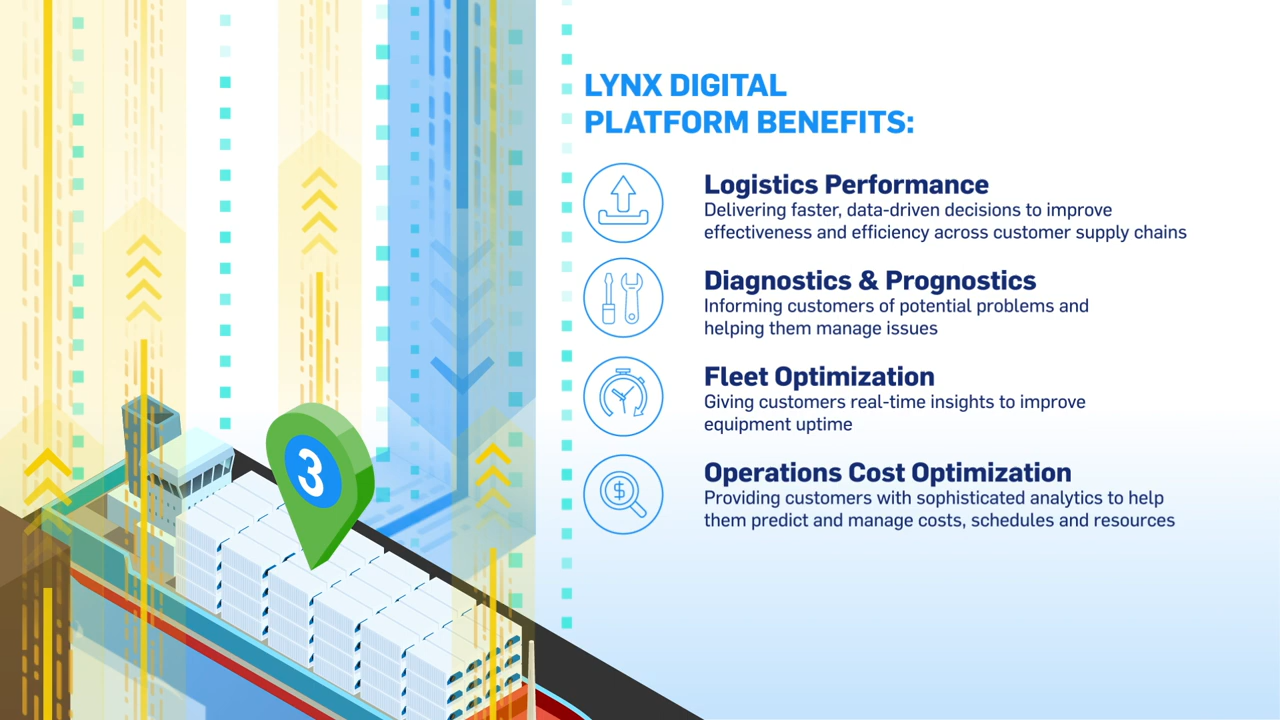 LYNX DIGITAL
PLATFORM BENEFITS:
Logistics Performance
Delivering faster, data-driven decisions to improve
effectiveness and efficiency across customer supply chains
Diagnostics & Prognostics
Informing customers of potential problems and
helping them manage issues
Fleet Optimization
Giving customers real-time insights to improve
equipment uptime
Operations Cost Optimization
$
Providing customers with sophisticated analytics to help
them predict and manage costs, schedules and resources
3